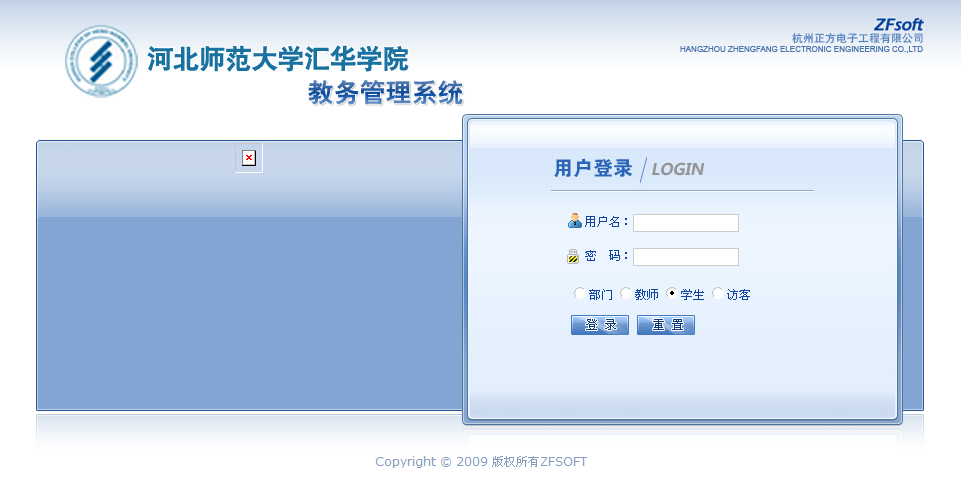 ZFsoft
杭州正方电子工程有限公司
HANGZHOU ZHENGFANG ELECTRONIC ENGINEERING CO.,LTD
河北师范大学汇华学院
教务管理系统
用户登录 / LOGIN
用户名：
密 码：
部门 教师 学生 访客
登 录 重 置
Copyright © 2009 版权所有ZFSOFT